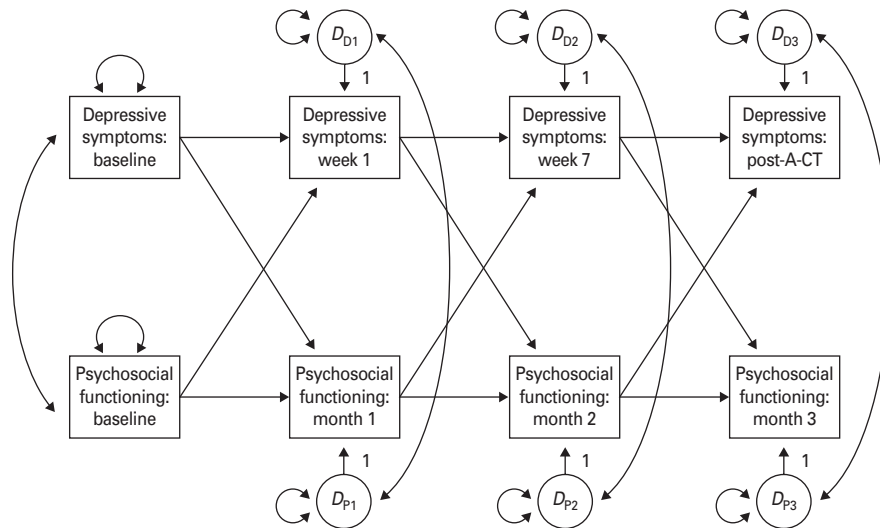 D_D1
D_D2
D_D3
1
1
1
Depressive
symptoms:
baseline
Depressive
symptoms:
week 1
Depressive
symptoms:
week 7
Depressive
symptoms:
post-A-CT
Psychosocial
functioning:
baseline
Psychosocial
functioning:
month 1
Psychosocial
functioning:
month 2
Psychosocial
functioning:
month 3
1
1
1
D_P1
D_P2
D_P3